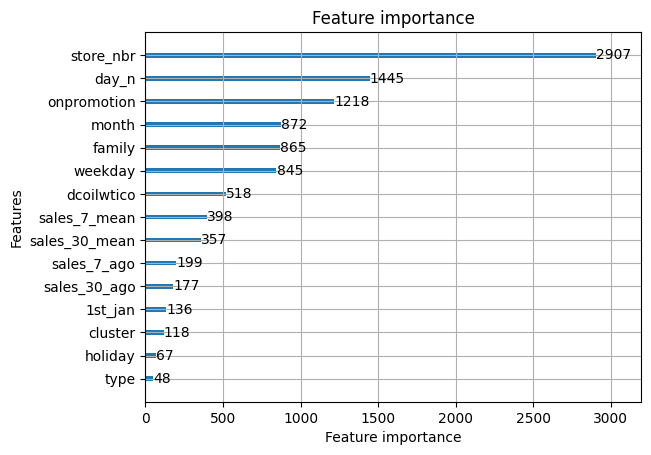 Feature importance
store_nbr 2907
day_n 1445
onpromotion 1218
month 872
family 865
weekday 845
dcoilwtico 518
sales_7_mean 398
sales_30_mean 357
sales_7_ago 199
sales_30_ago 177
1st_jan 136
cluster 118
holiday 67
type 48
0 500 1000 1500 2000 2500 3000
Feature importance
Features